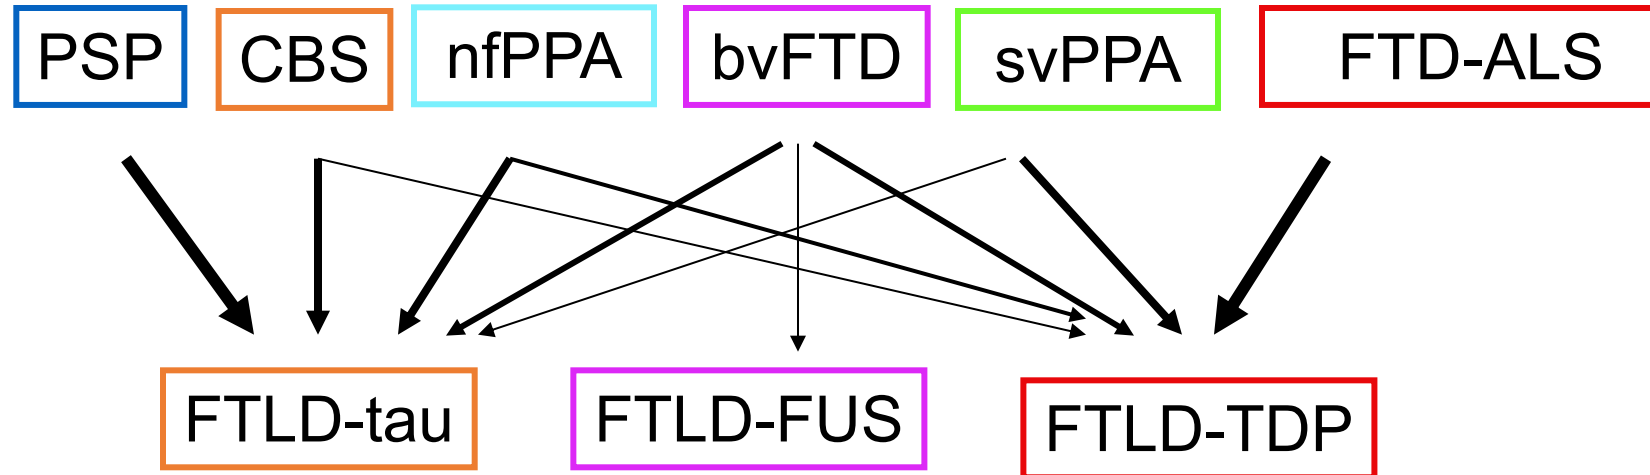 PSP CBS nfPPA bvFTD svPPA FTD-ALS
FTLD-tau FTLD-FUS FTLD-TDP